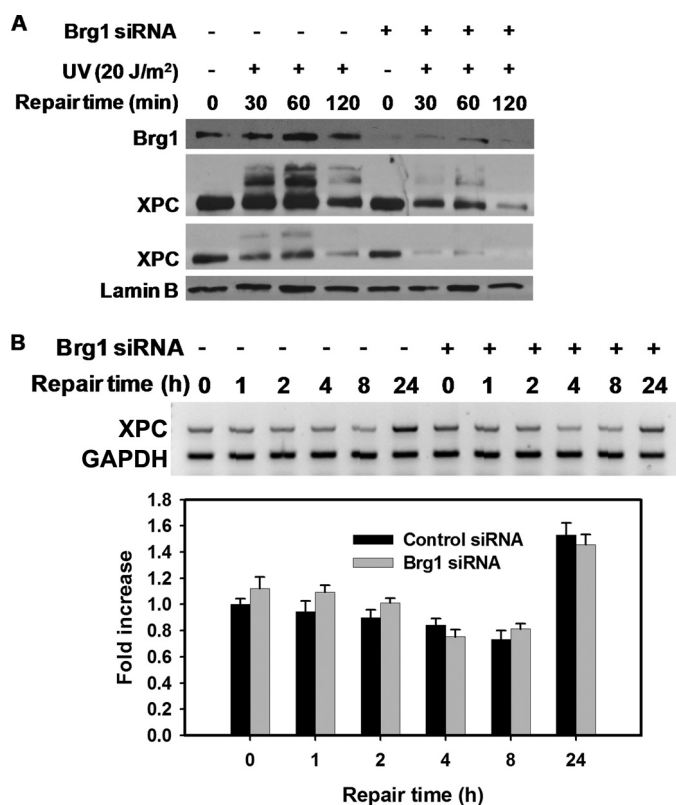 A
Brg1 siRNA - - - - + + + +
UV (20 J/m²) - + + + - + + +
Repair time (min) 0 30 60 120 0 30 60 120
Brg1
XPC
XPC
Lamin B
B
Brg1 siRNA - - - - - - + + + + + +
Repair time (h) 0 1 2 4 8 24 0 1 2 4 8 24
XPC
GAPDH
1.8
1.6
1.4
1.2
1.0
0.8
0.6
0.4
0.2
0.0
Fold increase
Control siRNA
Brg1 siRNA
0 1 2 4 8 24
Repair time (h)